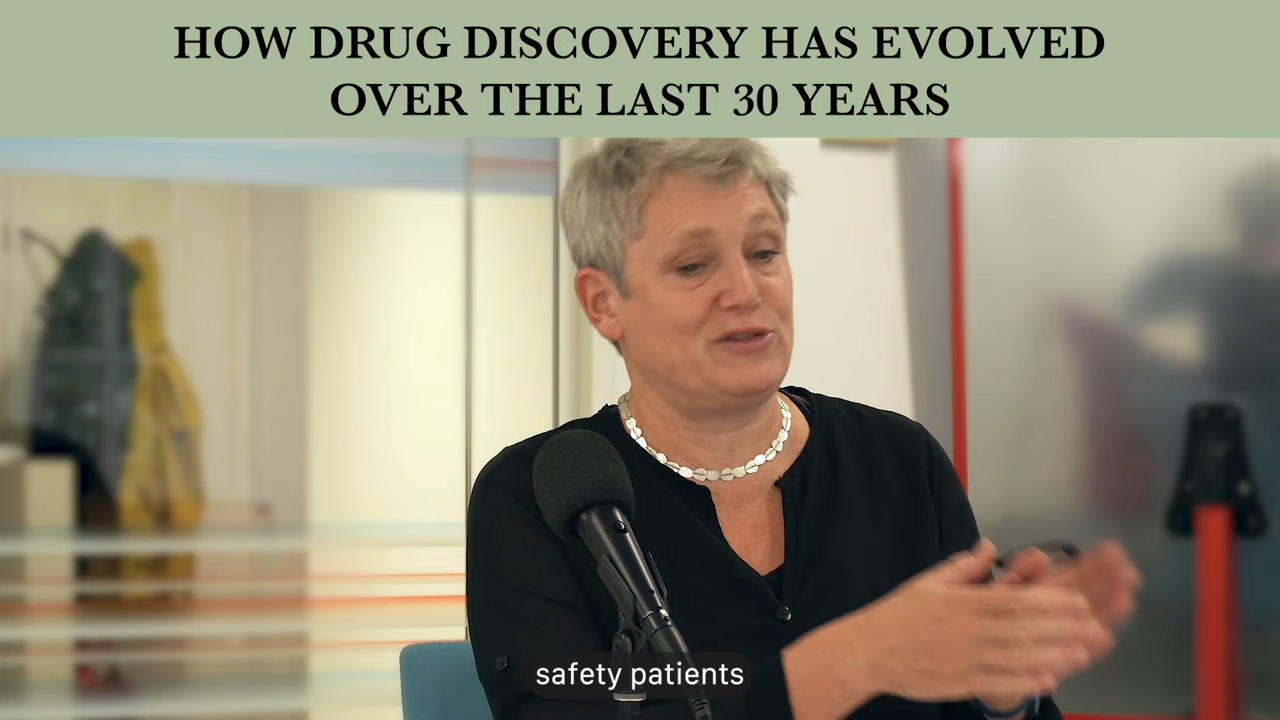 HOW DRUG DISCOVERY HAS EVOLVED
OVER THE LAST 30 YEARS
safety patients